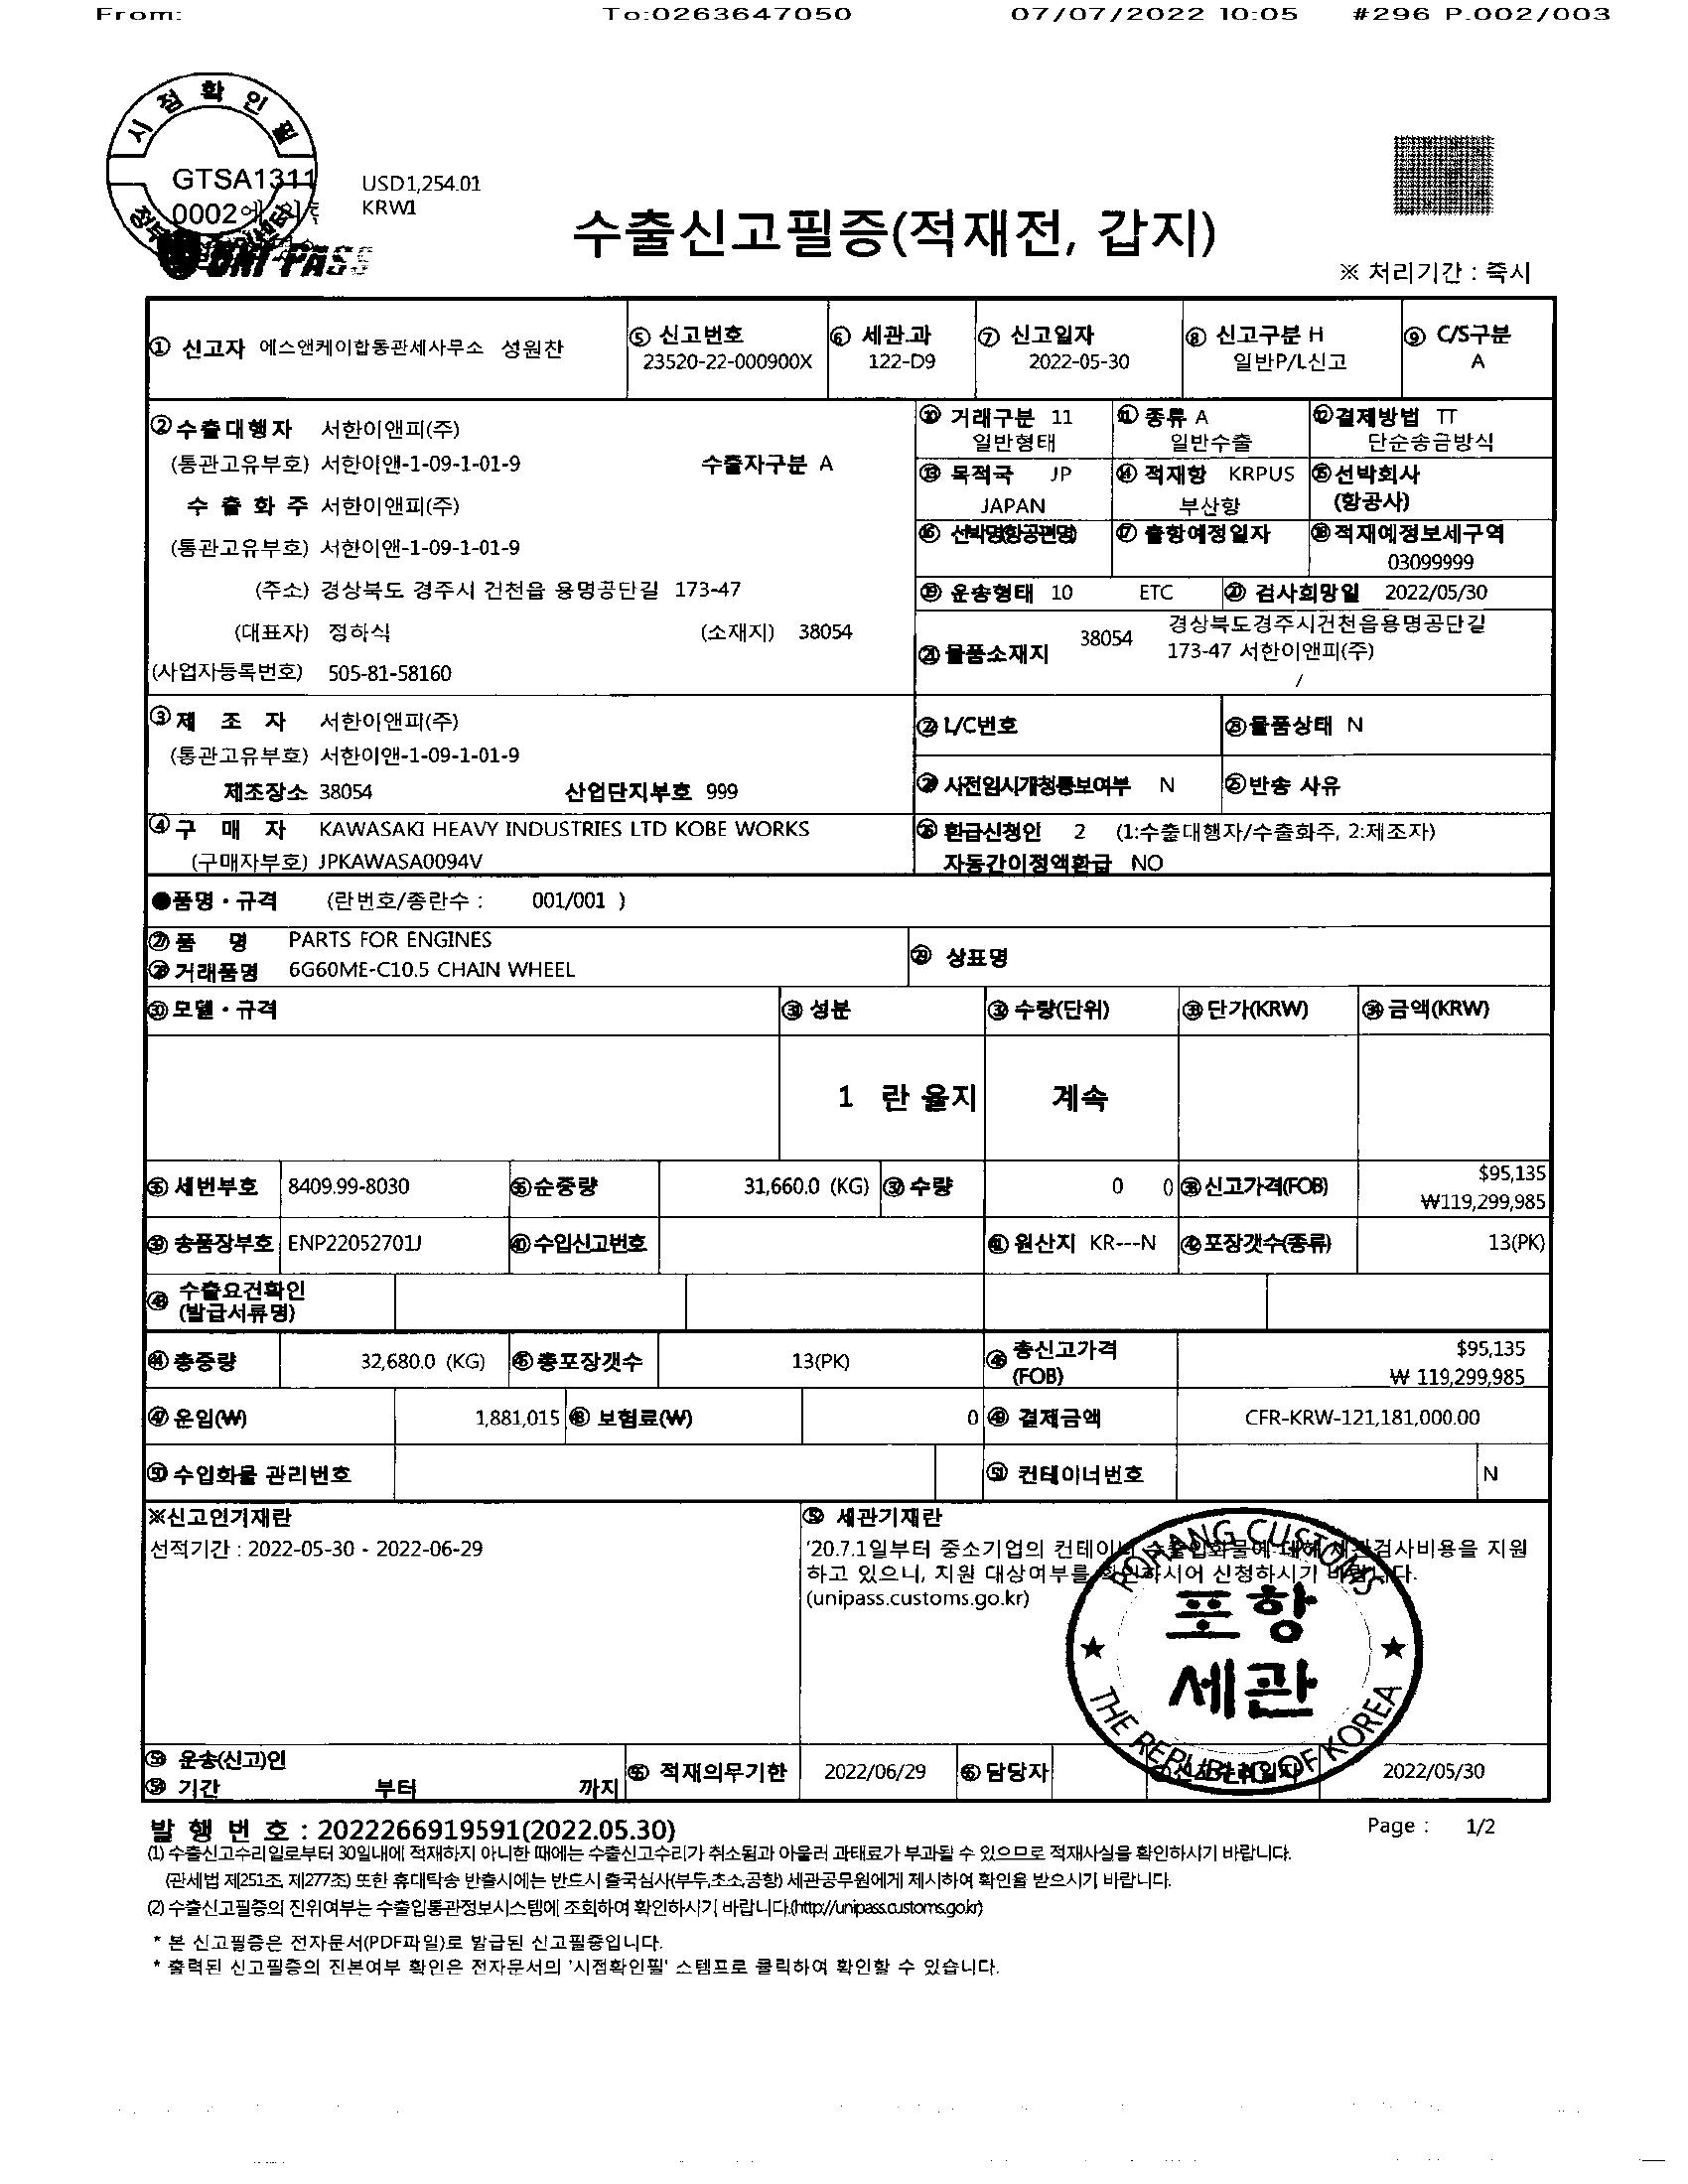 From: To:0263647050 07/07/2022 10:05 #296 P.002/003
시 점 확 인 필
GTSA1311
0002에
USD1,254.01
KRW1
UNI-PASS
수출신고필증(적재전, 갑지)
※ 처리기간 : 즉시
① 신고자 에스앤케이합동관세사무소 성원찬
⑤ 신고번호
23520-22-000900X
⑥ 세관.과
122-D9
⑦ 신고일자
2022-05-30
⑧ 신고구분 H
일반P/L신고
⑨ C/S구분
A
② 수출대행자 서한이앤피(주)
(통관고유부호) 서한이앤-1-09-1-01-9 수출자구분 A
수 출 화 주 서한이앤피(주)
(통관고유부호) 서한이앤-1-09-1-01-9
(주소) 경상북도 경주시 건천읍 용명공단길 173-47
(대표자) 정하식 (소재지) 38054
(사업자등록번호) 505-81-58160
⑩ 거래구분 11
일반형태
⑪ 종류 A
일반수출
⑫ 결제방법 TT
단순송금방식
⑬ 목적국 JP
JAPAN
⑭ 적재항 KRPUS
부산항
⑮ 선박회사
(항공사)
⑯ 선박명(항공편명)
⑰ 출항예정일자
⑱ 적재예정보세구역
03099999
⑲ 운송형태 10 ETC
⑳ 검사희망일 2022/05/30
㉑ 물품소재지 38054 경상북도경주시건천읍용명공단길
173-47 서한이앤피(주)
/
③ 제 조 자 서한이앤피(주)
(통관고유부호) 서한이앤-1-09-1-01-9
제조장소 38054 산업단지부호 999
㉒ L/C번호
㉓ 물품상태 N
㉔ 사전임시개청통보여부 N
㉕ 반송 사유
④ 구 매 자 KAWASAKI HEAVY INDUSTRIES LTD KOBE WORKS
(구매자부호) JPKAWASA0094V
㉖ 환급신청인 2 (1:수출대행자/수출화주, 2:제조자)
자동간이정액환급 NO
●품명 · 규격 (란번호/총란수 : 001/001 )
㉗ 품 명 PARTS FOR ENGINES
㉘ 거래품명 6G60ME-C10.5 CHAIN WHEEL
㉙ 상표명
㉚ 모델 · 규격 ㉛ 성분 ㉜ 수량(단위) ㉝ 단가(KRW) ㉞ 금액(KRW)
1 란 을지 계속
㉟ 세번부호 8409.99-8030 ㊱ 순중량 31,660.0 (KG) ㊲ 수량 0 0 ㊳ 신고가격(FOB) $95,135
₩119,299,985
㊴ 송품장부호 ENP22052701J ㊵ 수입신고번호 ㊶ 원산지 KR---N ㊷ 포장갯수(종류) 13(PK)
㊸ 수출요건확인
(발급서류명)
㊹ 총중량 32,680.0 (KG) ㊺ 총포장갯수 13(PK) ㊻ 총신고가격
(FOB)
$95,135
₩ 119,299,985
㊼ 운임(₩) 1,881,015 ㊽ 보험료(₩) 0 ㊾ 결제금액 CFR-KRW-121,181,000.00
㊿ 수입화물 관리번호 컨테이너번호 N
※신고인기재란
선적기간 : 2022-05-30 - 2022-06-29
세관기재란
'20.7.1일부터 중소기업의 컨테이너 수출입화물에 대해 세관검사비용을 지원
하고 있으니, 지원 대상여부를 확인하시어 신청하시기 바랍니다.
(unipass.customs.go.kr)
POHANG CUSTOMS
포항
세관
THE REPUBLIC OF KOREA
운송(신고)인
기간 부터 까지
적재의무기한 2022/06/29 담당자 신고수리일자 2022/05/30
발 행 번 호 : 2022266919591(2022.05.30)
Page : 1/2
(1) 수출신고수리일로부터 30일내에 적재하지 아니한 때에는 수출신고수리가 취소됨과 아울러 과태료가 부과될 수 있으므로 적재사실을 확인하시기 바랍니다.
(관세법 제251조, 제277조) 또한 휴대탁송 반출시에는 반드시 출국심사(부두,초소,공항) 세관공무원에게 제시하여 확인을 받으시기 바랍니다.
(2) 수출신고필증의 진위여부는 수출입통관정보시스템에 조회하여 확인하시기 바랍니다.(http://unipass.customs.go.kr)
* 본 신고필증은 전자문서(PDF파일)로 발급된 신고필증입니다.
* 출력된 신고필증의 진본여부 확인은 전자문서의 '시점확인필' 스템프로 클릭하여 확인할 수 있습니다.